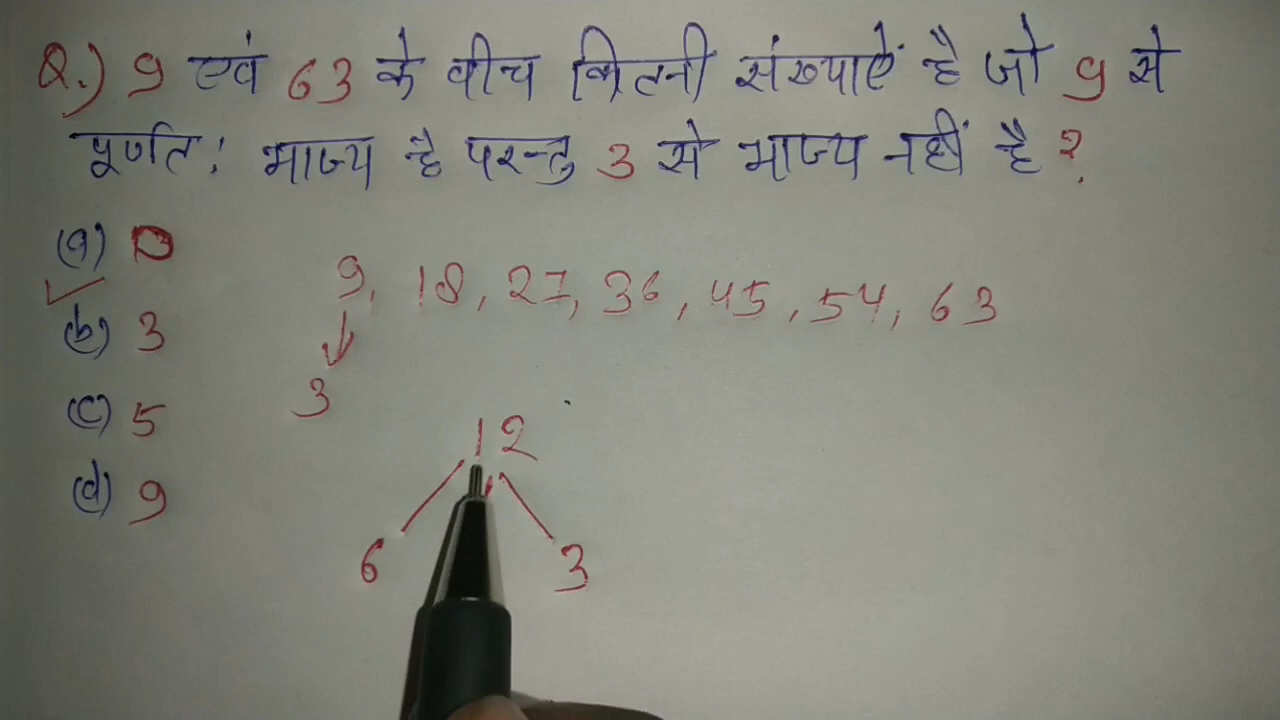 Q.) 9 एवं 63 के बीच कितनी संख्याऐं है जो 9 से
पूर्णत: भाज्य है परन्तु 3 से भाज्य नहीं है ?
(a) 0
(b) 3
(c) 5
(d) 9
9, 18, 27, 36, 45, 54, 63
3
12
6 3